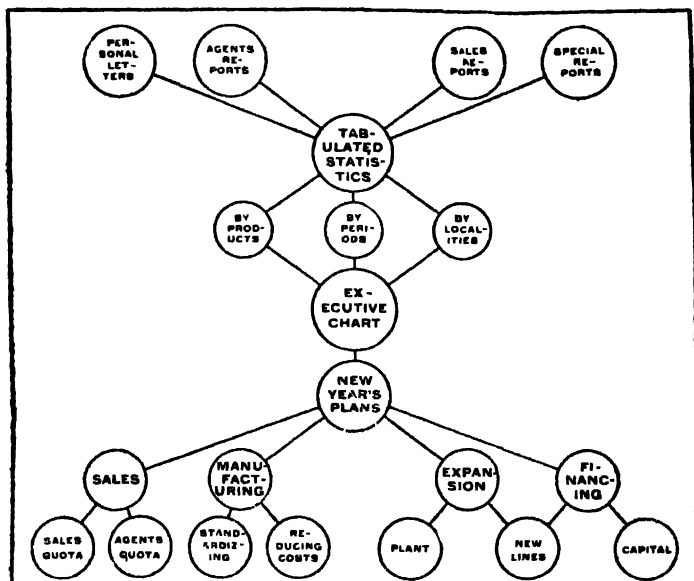 PER-
SONAL
LET-
TERS
AGENTS
RE-
PORTS
SALES
RE-
PORTS
SPECIAL
RE-
PORTS
TAB-
ULATED
STATIS-
TICS
BY
PROD-
UCTS
BY
PERI-
ODS
BY
LOCAL-
ITIES
EX-
ECUTIVE
CHART
NEW
YEAR'S
PLANS
SALES
MANU-
FACT-
URING
EXPAN-
SION
FI-
NANC-
ING
SALES
QUOTA
AGENTS
QUOTA
STAND-
ARDIZ-
ING
RE-
DUCING
COSTS
PLANT
NEW
LINES
CAPITAL